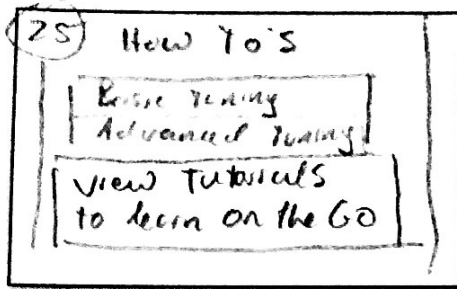 25
How To's
Basic Tuning
Advanced Tuning
View Tutorials
to learn on the Go